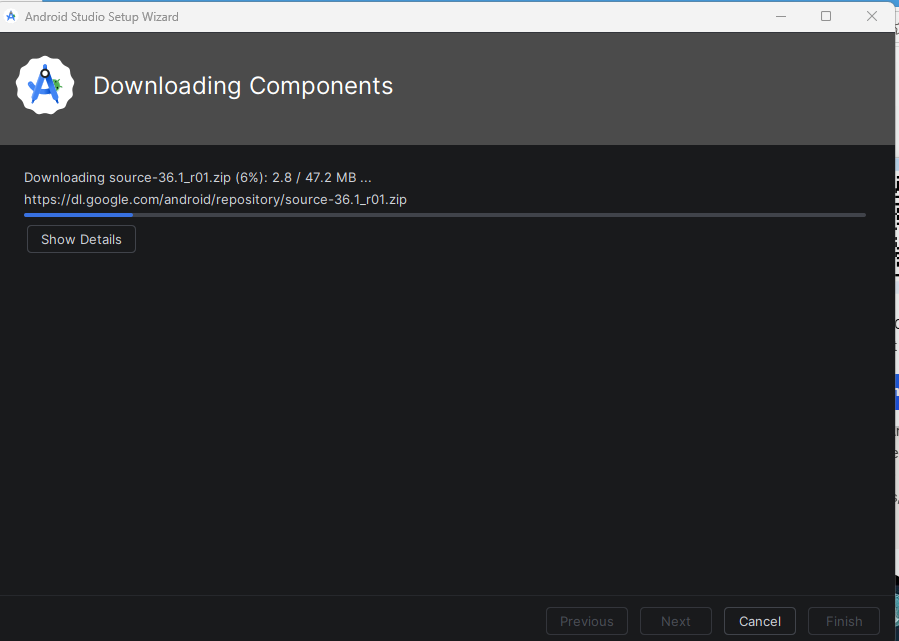 Android Studio Setup Wizard
Downloading Components
Downloading source-36.1_r01.zip (6%): 2.8 / 47.2 MB ...
https://dl.google.com/android/repository/source-36.1_r01.zip
Show Details
Previous
Next
Cancel
Finish